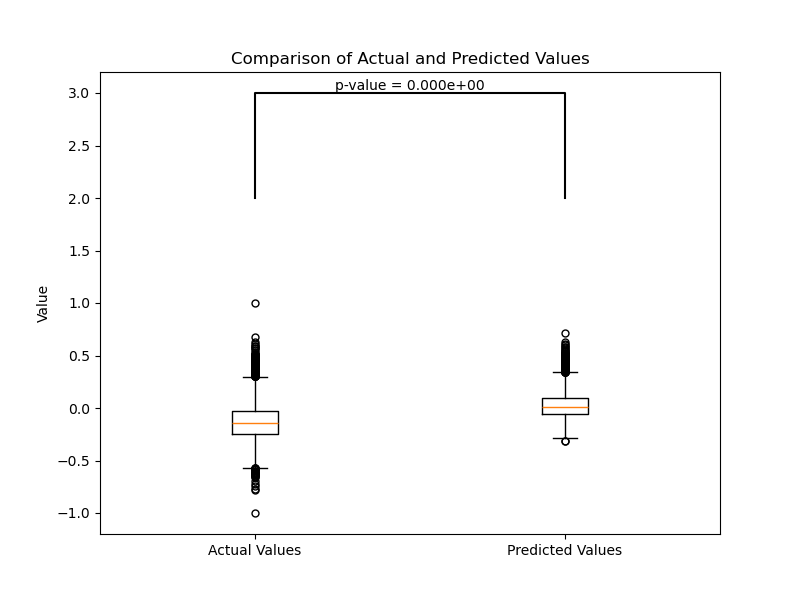 Comparison of Actual and Predicted Values
p-value = 0.000e+00
3.0
2.5
2.0
1.5
1.0
0.5
0.0
−0.5
−1.0
Value
Actual Values
Predicted Values